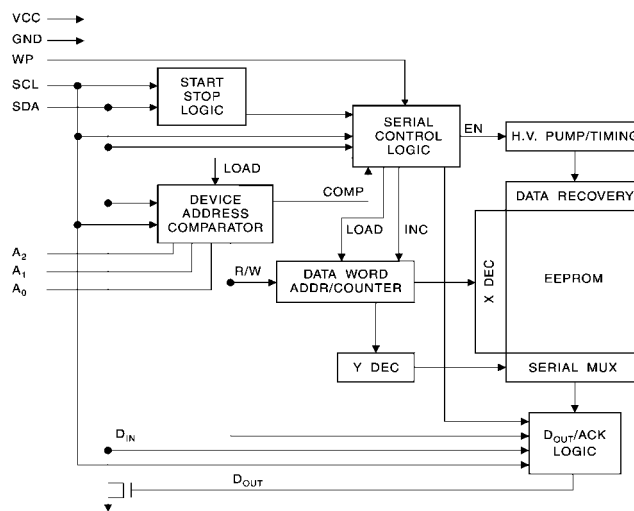 VCC
GND
WP
SCL
SDA
START
STOP
LOGIC
SERIAL
CONTROL
LOGIC
EN
H.V. PUMP/TIMING
LOAD
COMP
DEVICE
ADDRESS
COMPARATOR
LOAD
INC
DATA RECOVERY
A2
A1
A0
R/W
DATA WORD
ADDR/COUNTER
X DEC
EEPROM
Y DEC
SERIAL MUX
DIN
DOUT/ACK
LOGIC
DOUT